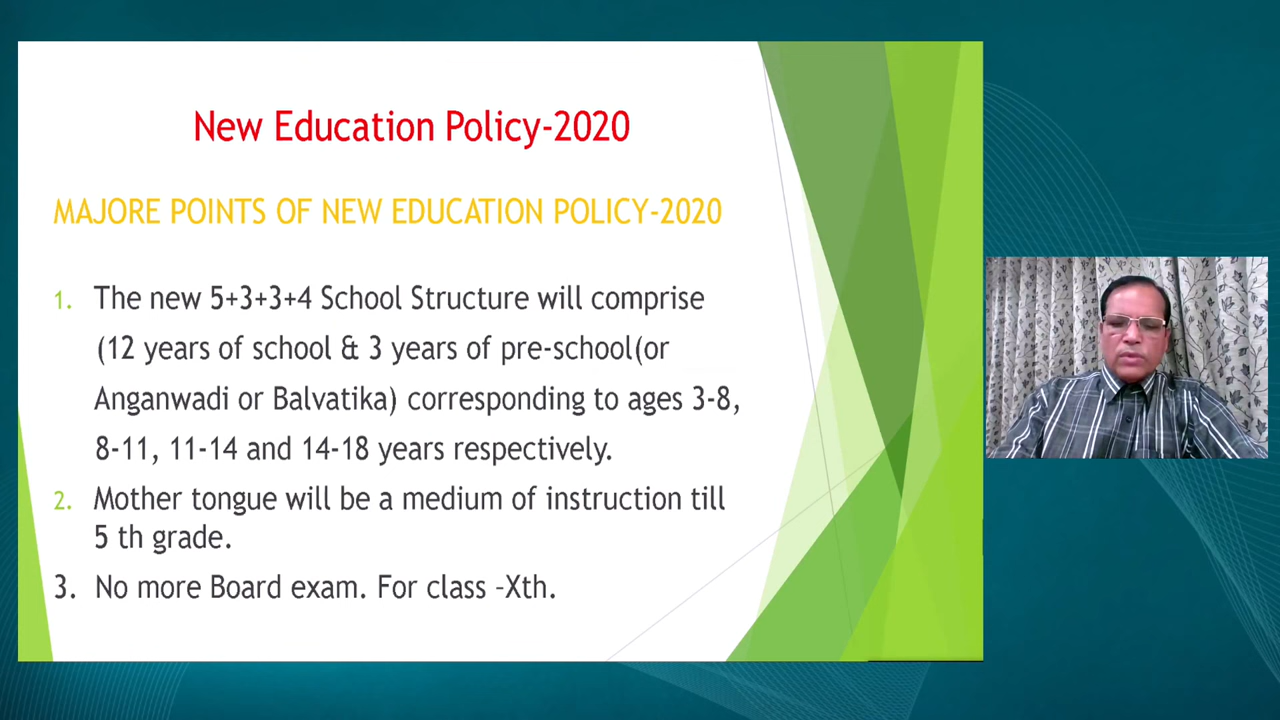 New Education Policy-2020
MAJORE POINTS OF NEW EDUCATION POLICY-2020
1. The new 5+3+3+4 School Structure will comprise
(12 years of school & 3 years of pre-school(or
Anganwadi or Balvatika) corresponding to ages 3-8,
8-11, 11-14 and 14-18 years respectively.
2. Mother tongue will be a medium of instruction till
5 th grade.
3. No more Board exam. For class –Xth.